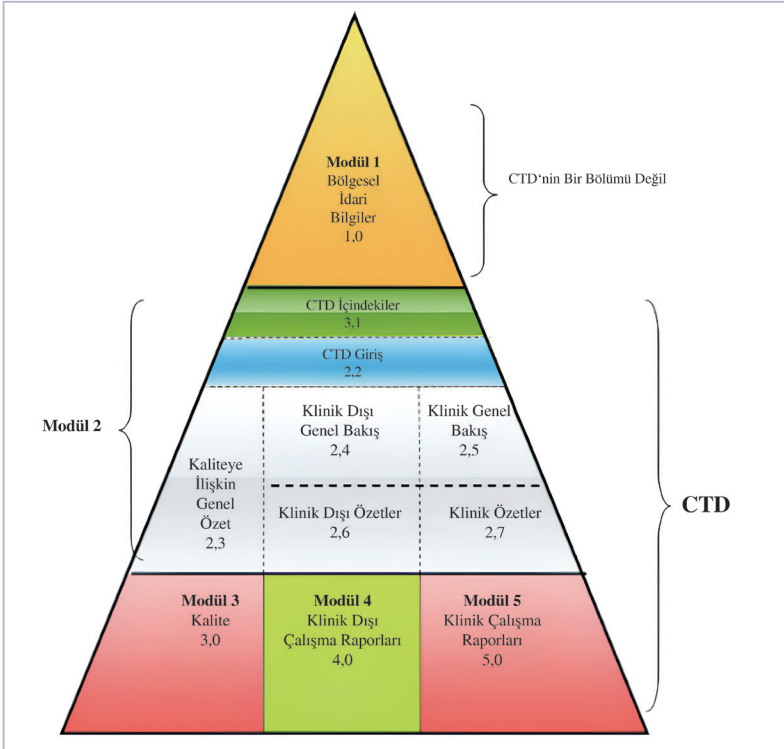 Modül 1
Bölgesel
İdari
Bilgiler
1,0
CTD‘nin Bir Bölümü Değil
CTD İçindekiler
3,1
CTD Giriş
2,2
Modül 2
Kaliteye
İlişkin
Genel
Özet
2,3
Klinik Dışı
Genel Bakış
2,4
Klinik Genel
Bakış
2,5
Klinik Dışı Özetler
2,6
Klinik Özetler
2,7
CTD
Modül 3
Kalite
3,0
Modül 4
Klinik Dışı
Çalışma Raporları
4,0
Modül 5
Klinik Çalışma
Raporları
5,0